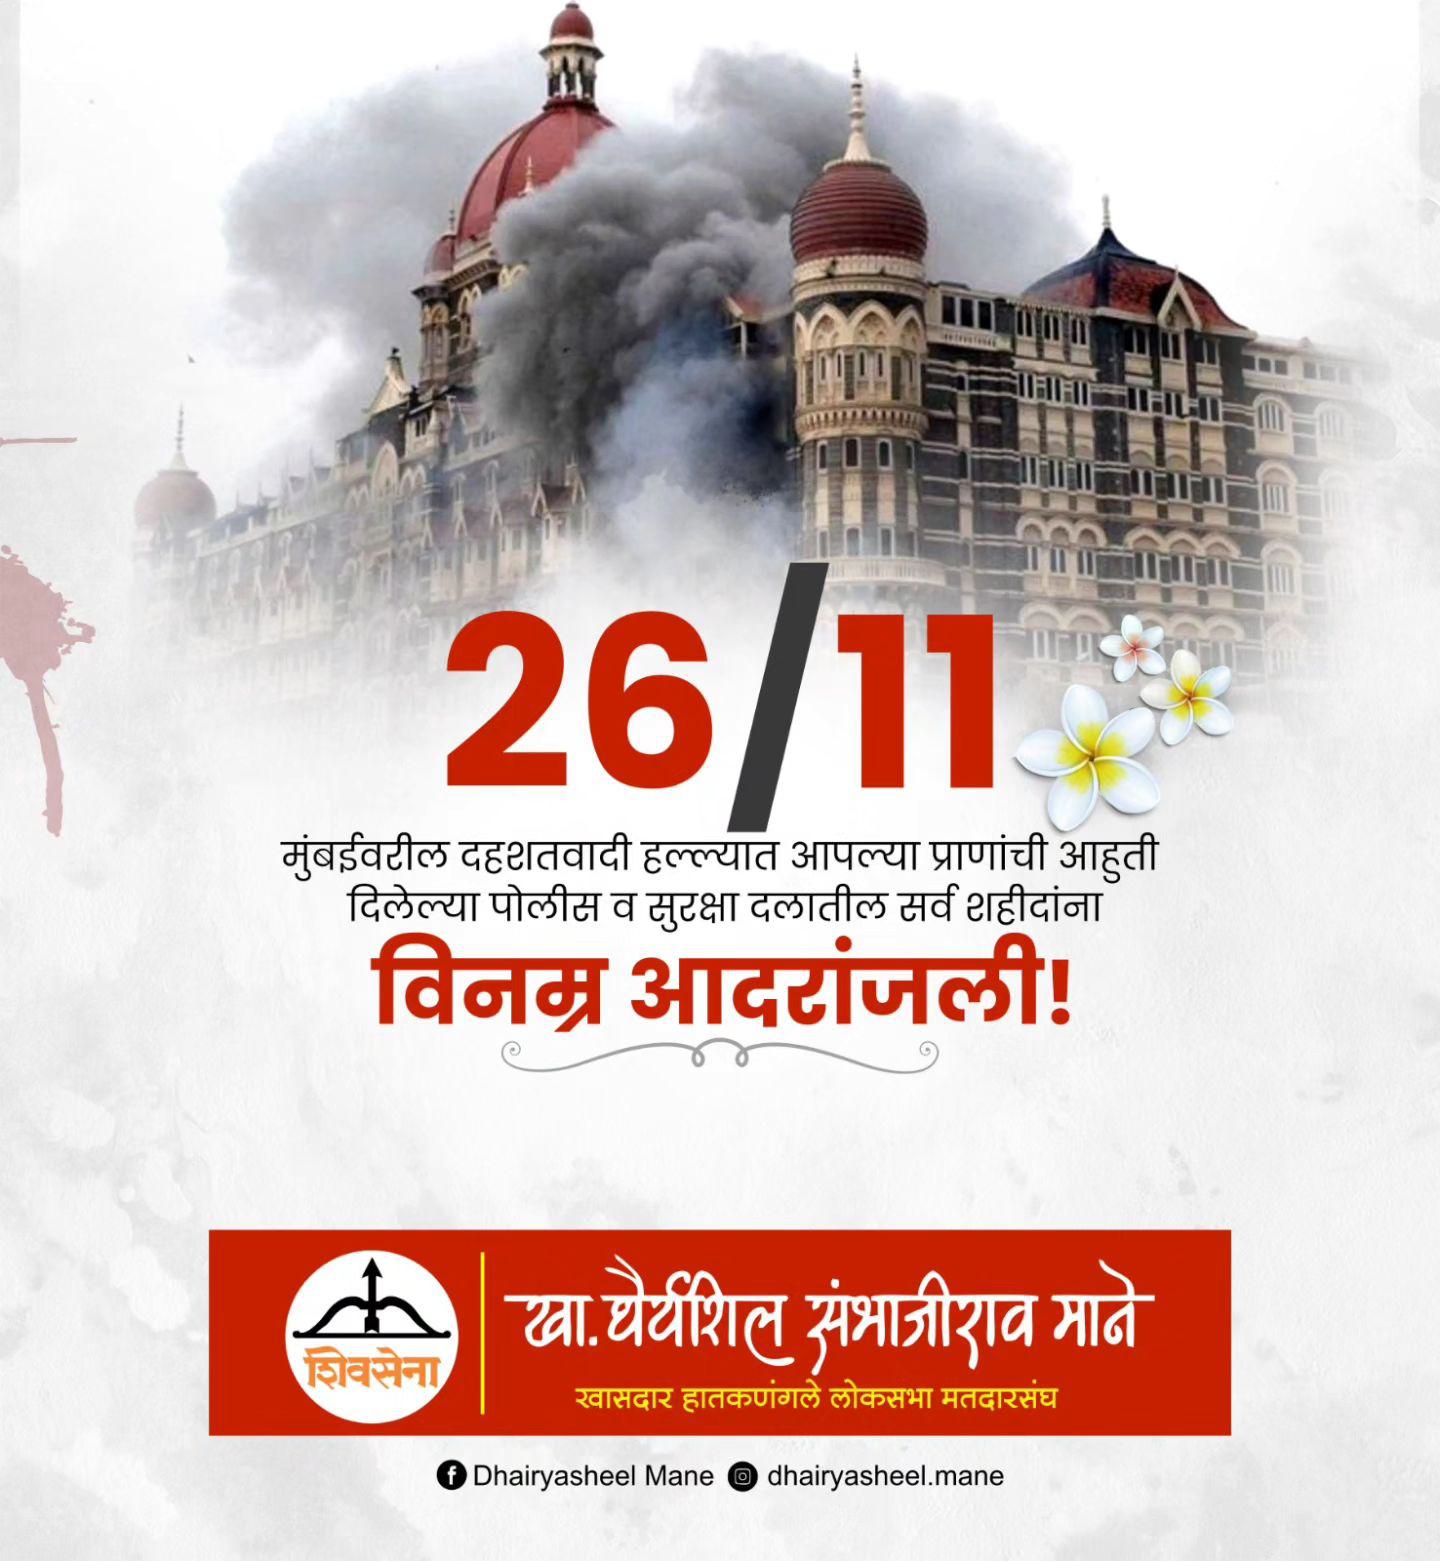 26/11
मुंबईवरील दहशतवादी हल्ल्यात आपल्या प्राणांची आहुती
दिलेल्या पोलीस व सुरक्षा दलातील सर्व शहीदांना
विनम्र आदरांजली!
शिवसेना
खा. धैर्यशिल संभाजीराव माने
खासदार हातकणंगले लोकसभा मतदारसंघ
Dhairyasheel Mane dhairyasheel.mane